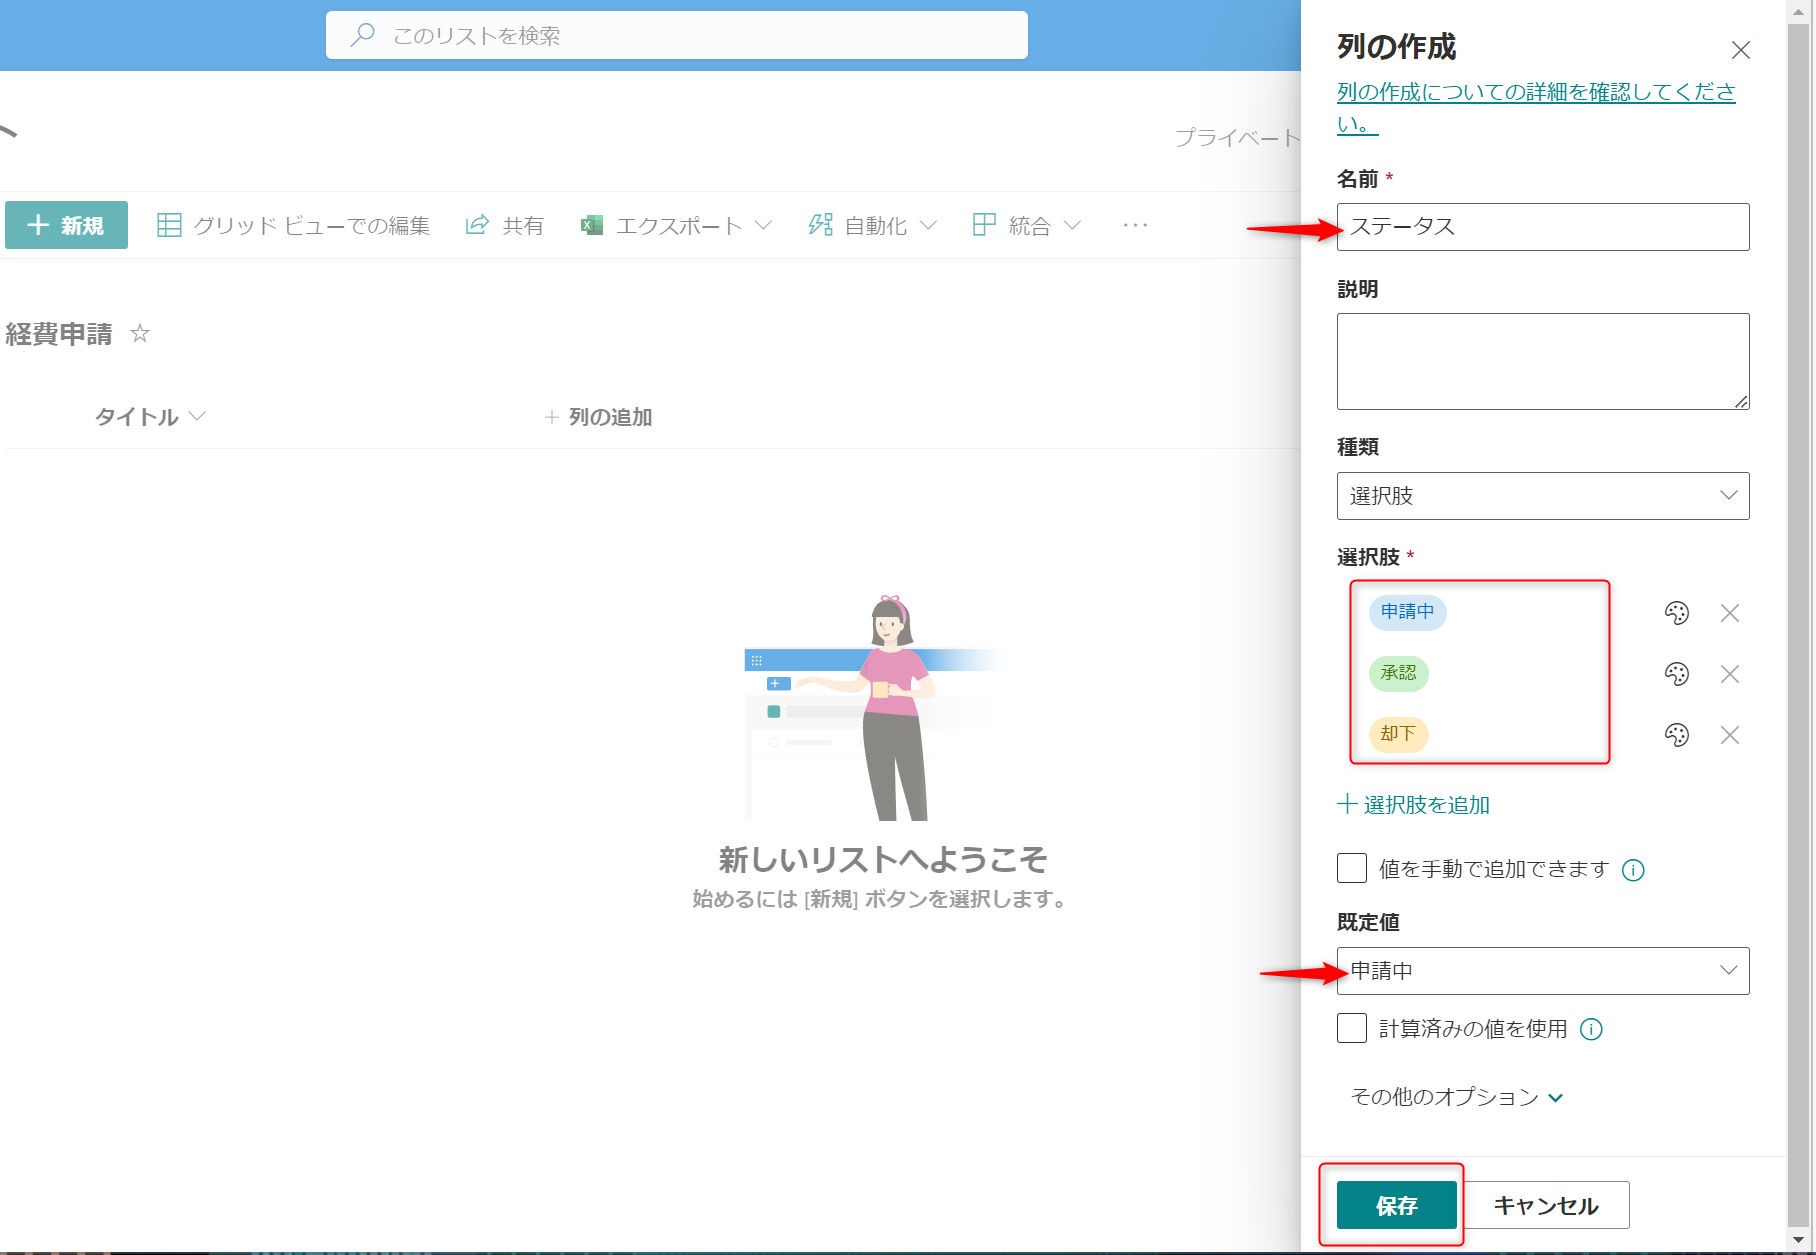 このリストを検索
プライベート
新規
グリッド ビューでの編集
共有
エクスポート
自動化
統合
経費申請
タイトル
列の追加
新しいリストへようこそ
始めるには [新規] ボタンを選択します。
列の作成
列の作成についての詳細を確認してくださ
い。
名前 *
ステータス
説明
種類
選択肢
選択肢 *
申請中
承認
却下
選択肢を追加
値を手動で追加できます
既定値
申請中
計算済みの値を使用
その他のオプション
保存
キャンセル